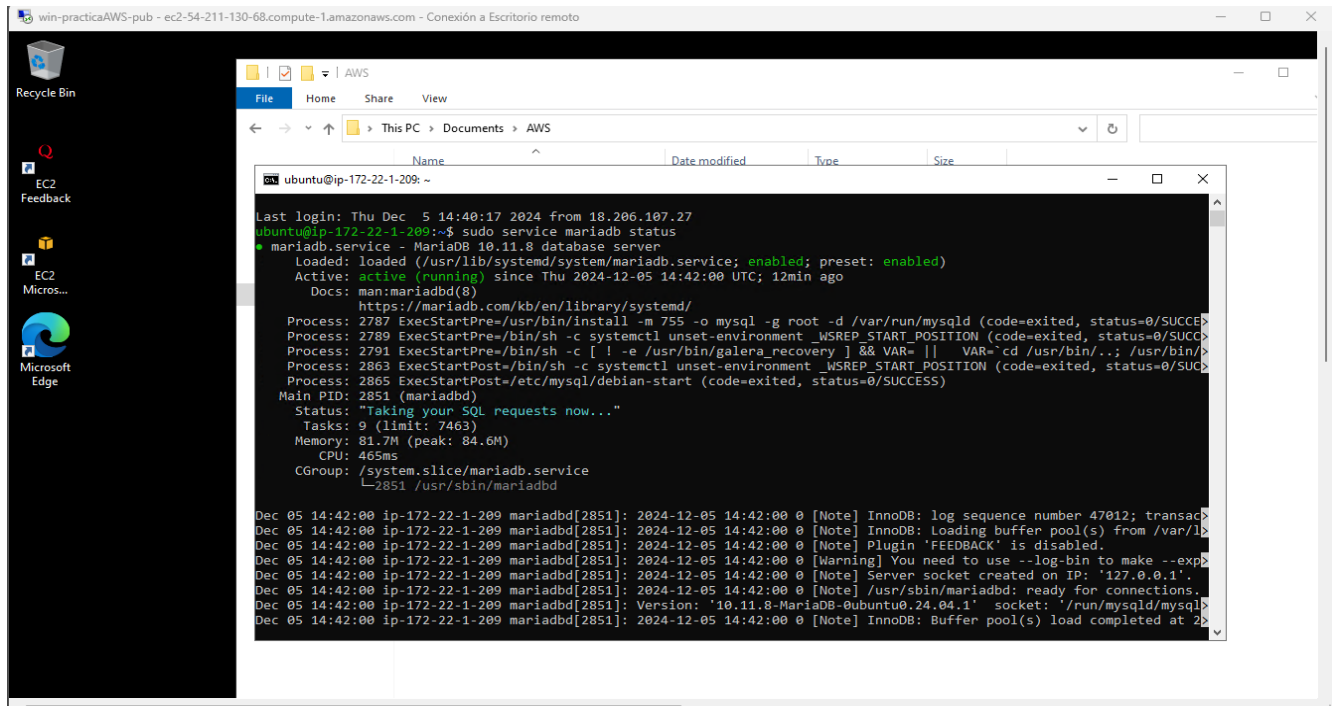 win-practicaAWS-pub - ec2-54-211-130-68.compute-1.amazonaws.com - Conexión a Escritorio remoto
Recycle Bin
AWS
File Home Share View
This PC > Documents > AWS
Name Date modified Type Size
EC2
Feedback
EC2
Micros...
Microsoft
Edge
ubuntu@ip-172-22-1-209: ~
Last login: Thu Dec  5 14:40:17 2024 from 18.206.107.27
ubuntu@ip-172-22-1-209:~$ sudo service mariadb status
● mariadb.service - MariaDB 10.11.8 database server
Loaded: loaded (/usr/lib/systemd/system/mariadb.service; enabled; preset: enabled)
Active: active (running) since Thu 2024-12-05 14:42:00 UTC; 12min ago
Docs: man:mariadbd(8)
https://mariadb.com/kb/en/library/systemd/
Process: 2787 ExecStartPre=/usr/bin/install -m 755 -o mysql -g root -d /var/run/mysqld (code=exited, status=0/SUCCE>
Process: 2789 ExecStartPre=/bin/sh -c systemctl unset-environment _WSREP_START_POSITION (code=exited, status=0/SUCC>
Process: 2791 ExecStartPre=/bin/sh -c [ ! -e /usr/bin/galera_recovery ] && VAR= ||   VAR=`cd /usr/bin/..; /usr/bin/>
Process: 2863 ExecStartPost=/bin/sh -c systemctl unset-environment _WSREP_START_POSITION (code=exited, status=0/SUC>
Process: 2865 ExecStartPost=/etc/mysql/debian-start (code=exited, status=0/SUCCESS)
Main PID: 2851 (mariadbd)
Status: "Taking your SQL requests now..."
Tasks: 9 (limit: 7463)
Memory: 81.7M (peak: 84.6M)
CPU: 465ms
CGroup: /system.slice/mariadb.service
└─2851 /usr/sbin/mariadbd
Dec 05 14:42:00 ip-172-22-1-209 mariadbd[2851]: 2024-12-05 14:42:00 0 [Note] InnoDB: log sequence number 47012; transac>
Dec 05 14:42:00 ip-172-22-1-209 mariadbd[2851]: 2024-12-05 14:42:00 0 [Note] InnoDB: Loading buffer pool(s) from /var/l>
Dec 05 14:42:00 ip-172-22-1-209 mariadbd[2851]: 2024-12-05 14:42:00 0 [Note] Plugin 'FEEDBACK' is disabled.
Dec 05 14:42:00 ip-172-22-1-209 mariadbd[2851]: 2024-12-05 14:42:00 0 [Warning] You need to use --log-bin to make --exp>
Dec 05 14:42:00 ip-172-22-1-209 mariadbd[2851]: 2024-12-05 14:42:00 0 [Note] Server socket created on IP: '127.0.0.1'.
Dec 05 14:42:00 ip-172-22-1-209 mariadbd[2851]: 2024-12-05 14:42:00 0 [Note] /usr/sbin/mariadbd: ready for connections.
Dec 05 14:42:00 ip-172-22-1-209 mariadbd[2851]: Version: '10.11.8-MariaDB-0ubuntu0.24.04.1'  socket: '/run/mysqld/mysql>
Dec 05 14:42:00 ip-172-22-1-209 mariadbd[2851]: 2024-12-05 14:42:00 0 [Note] InnoDB: Buffer pool(s) load completed at 2>